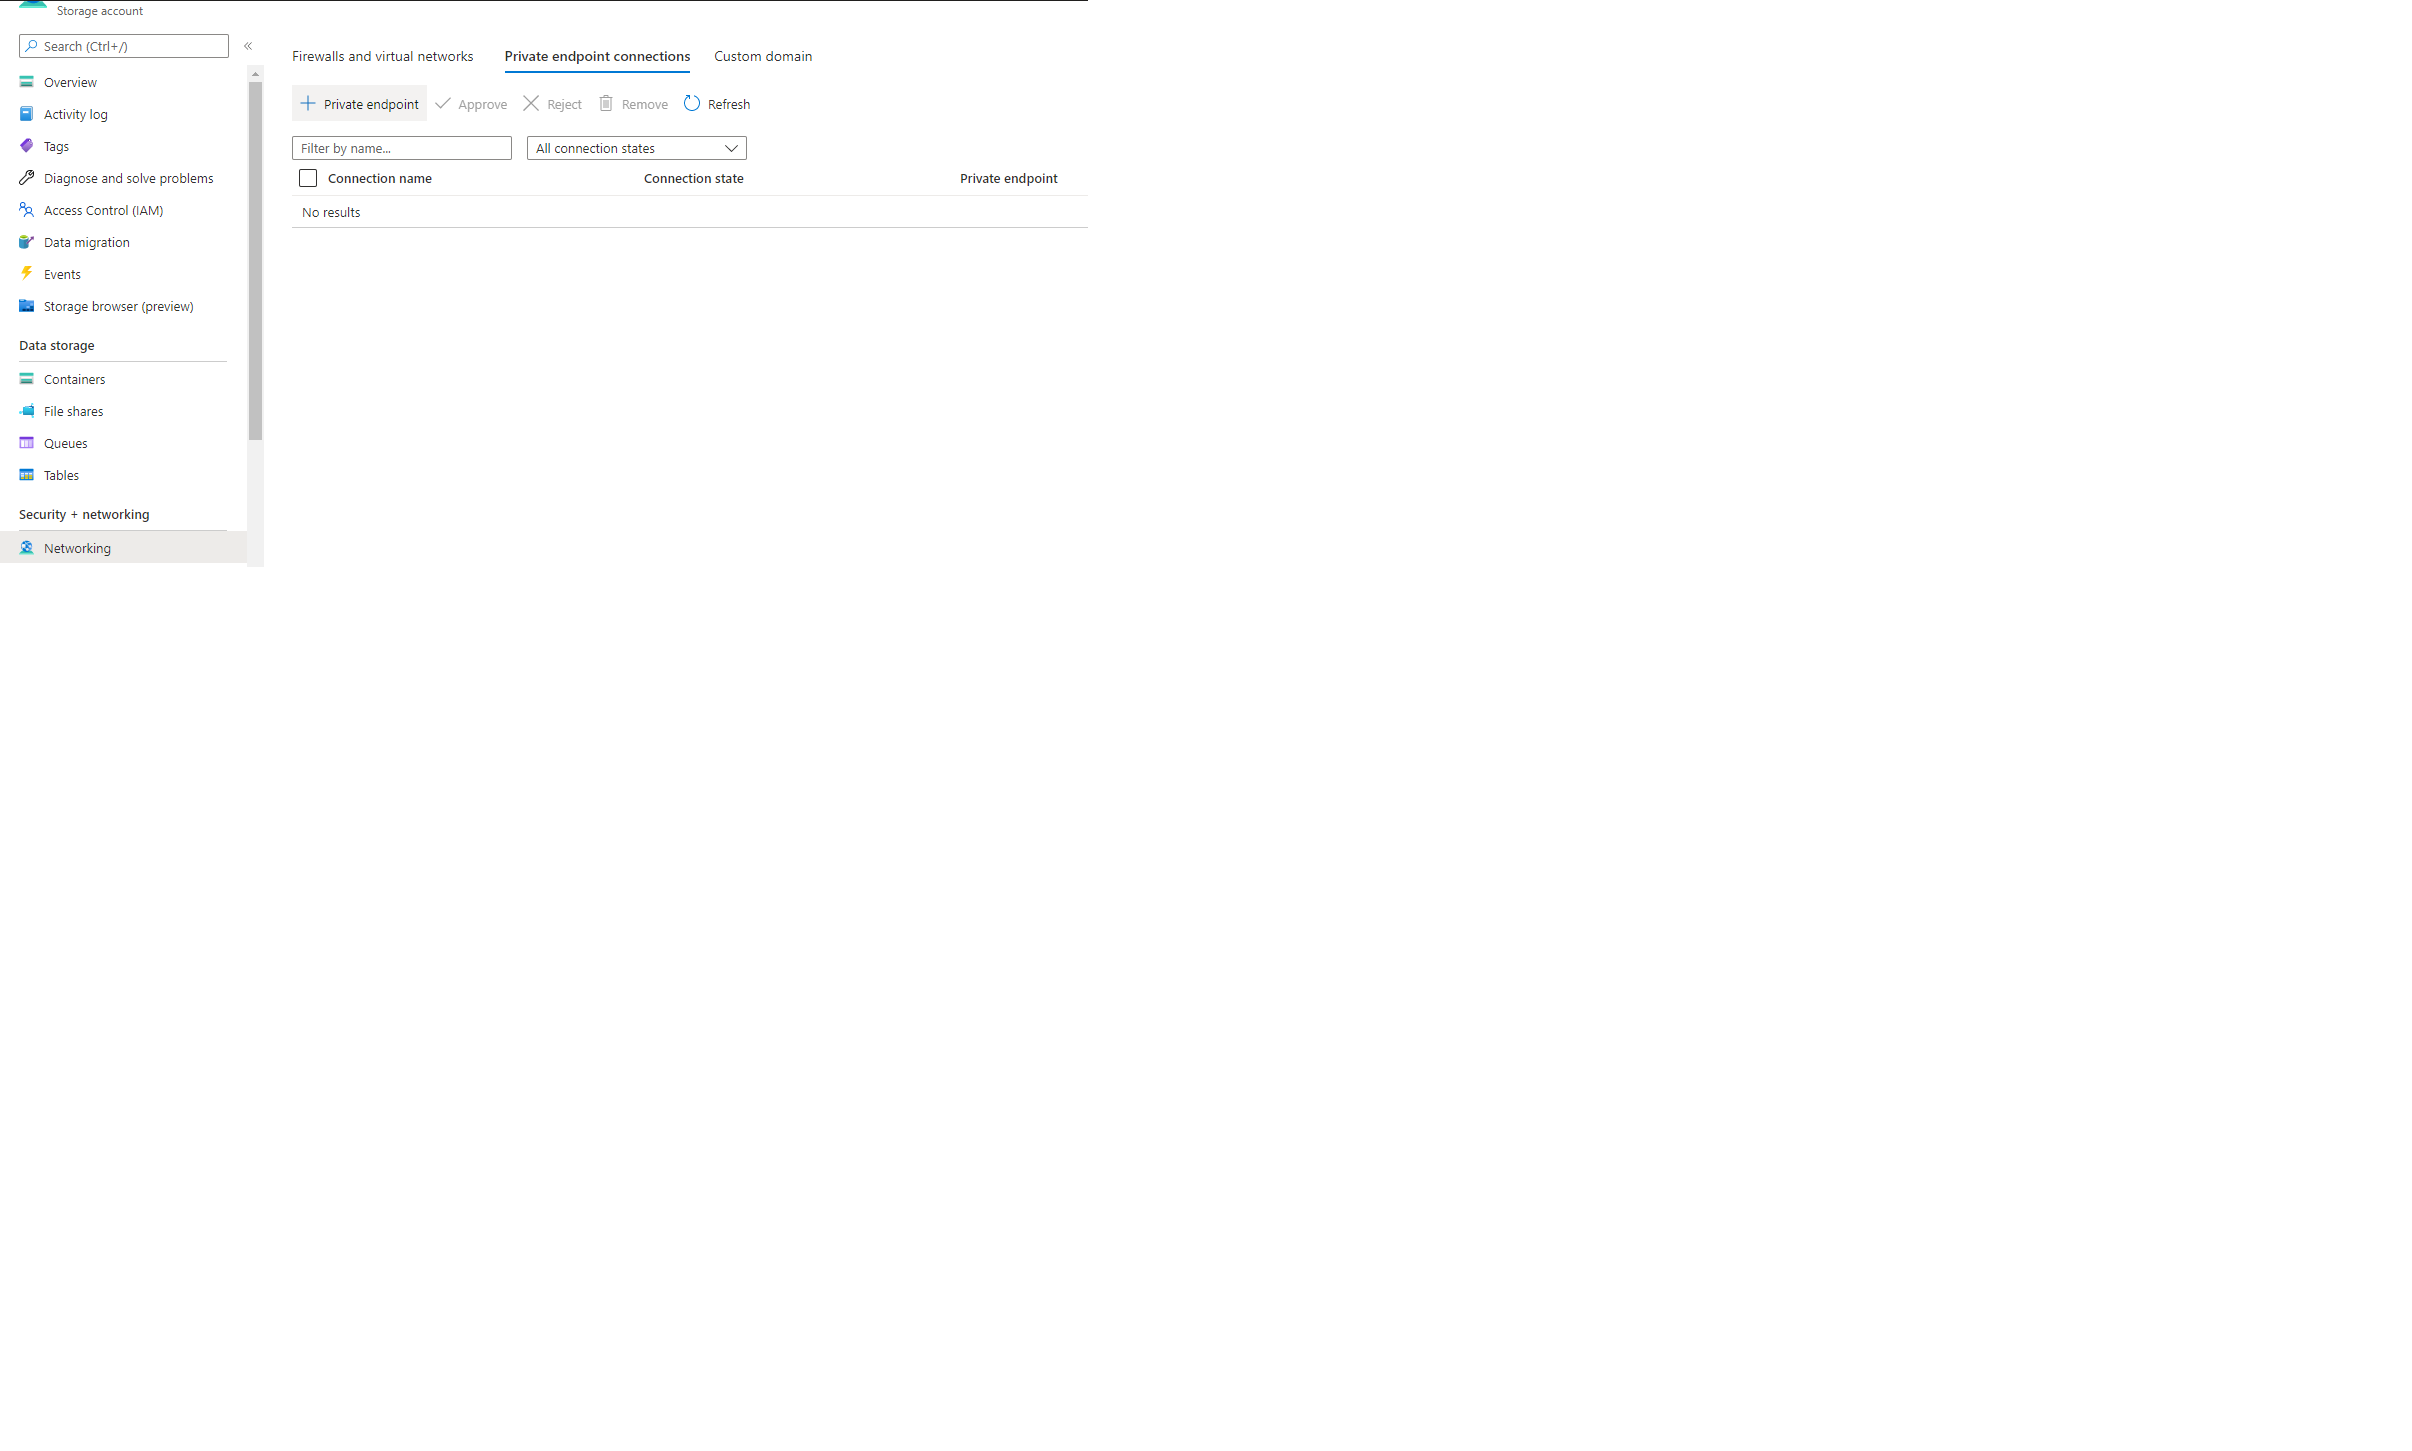 Storage account
Search (Ctrl+/)
Overview
Activity log
Tags
Diagnose and solve problems
Access Control (IAM)
Data migration
Events
Storage browser (preview)
Data storage
Containers
File shares
Queues
Tables
Security + networking
Networking
Firewalls and virtual networks Private endpoint connections Custom domain
Private endpoint Approve Reject Remove Refresh
Filter by name... All connection states
Connection name Connection state Private endpoint
No results